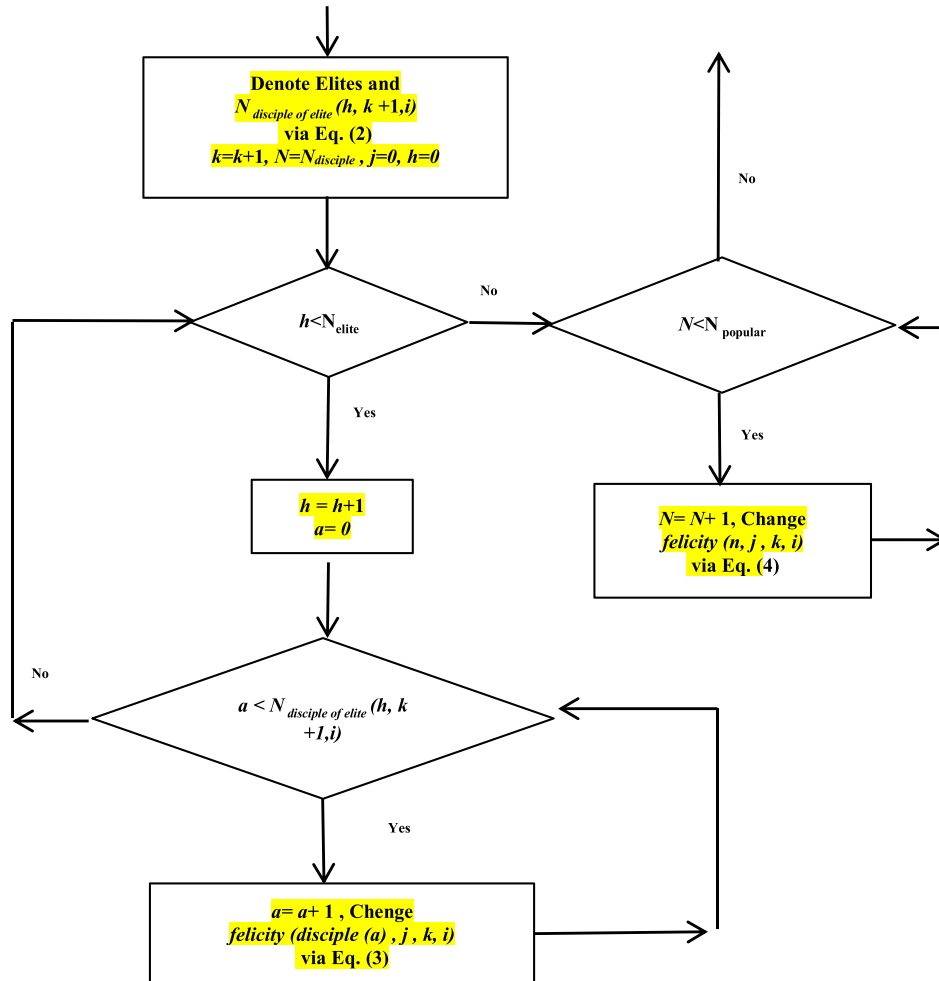 Denote Elites and
N disciple of elite (h, k +1,i)
via Eq. (2)
k=k+1, N=Ndisciple , j=0, h=0
No
h<Nelite
No
N<N popular
Yes
Yes
h = h+1
a= 0
N= N+ 1, Change
felicity (n, j , k, i)
via Eq. (4)
No
a < N disciple of elite (h, k
+1,i)
Yes
a= a+ 1 , Chenge
felicity (disciple (a) , j , k, i)
via Eq. (3)